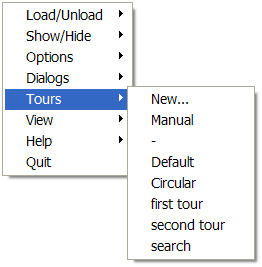 Load/Unload
Show/Hide
Options
Dialogs
Tours
View
Help
Quit
New...
Manual
-
Default
Circular
first tour
second tour
search